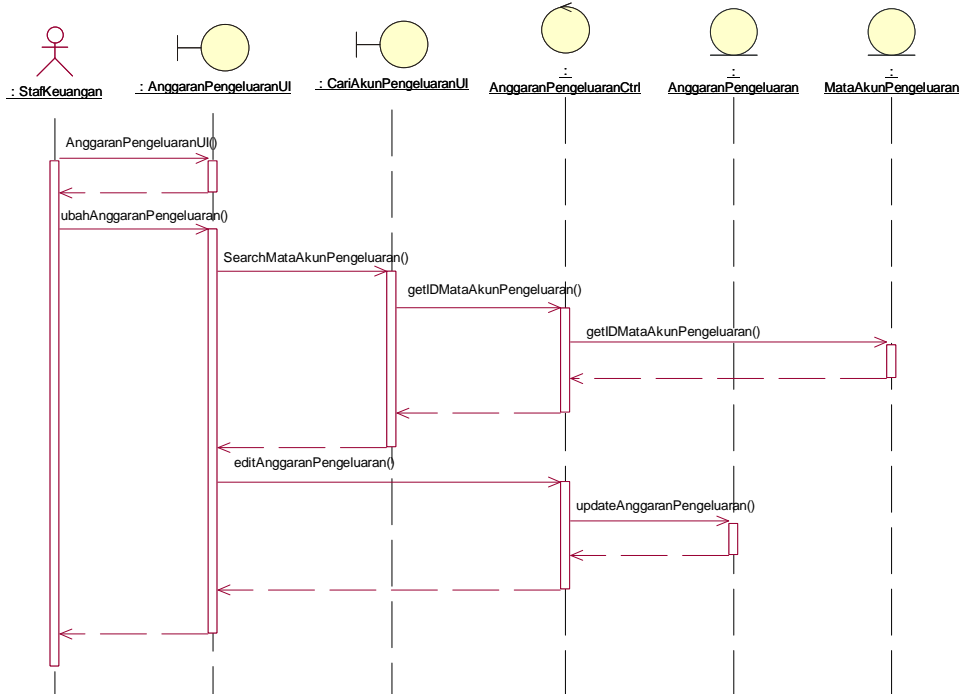 : StafKeuangan
: AnggaranPengeluaranUI
: CariAkunPengeluaranUI
:
AnggaranPengeluaranCtrl
:
AnggaranPengeluaran
:
MataAkunPengeluaran
AnggaranPengeluaranUI()
ubahAnggaranPengeluaran()
SearchMataAkunPengeluaran()
getIDMataAkunPengeluaran()
getIDMataAkunPengeluaran()
editAnggaranPengeluaran()
updateAnggaranPengeluaran()